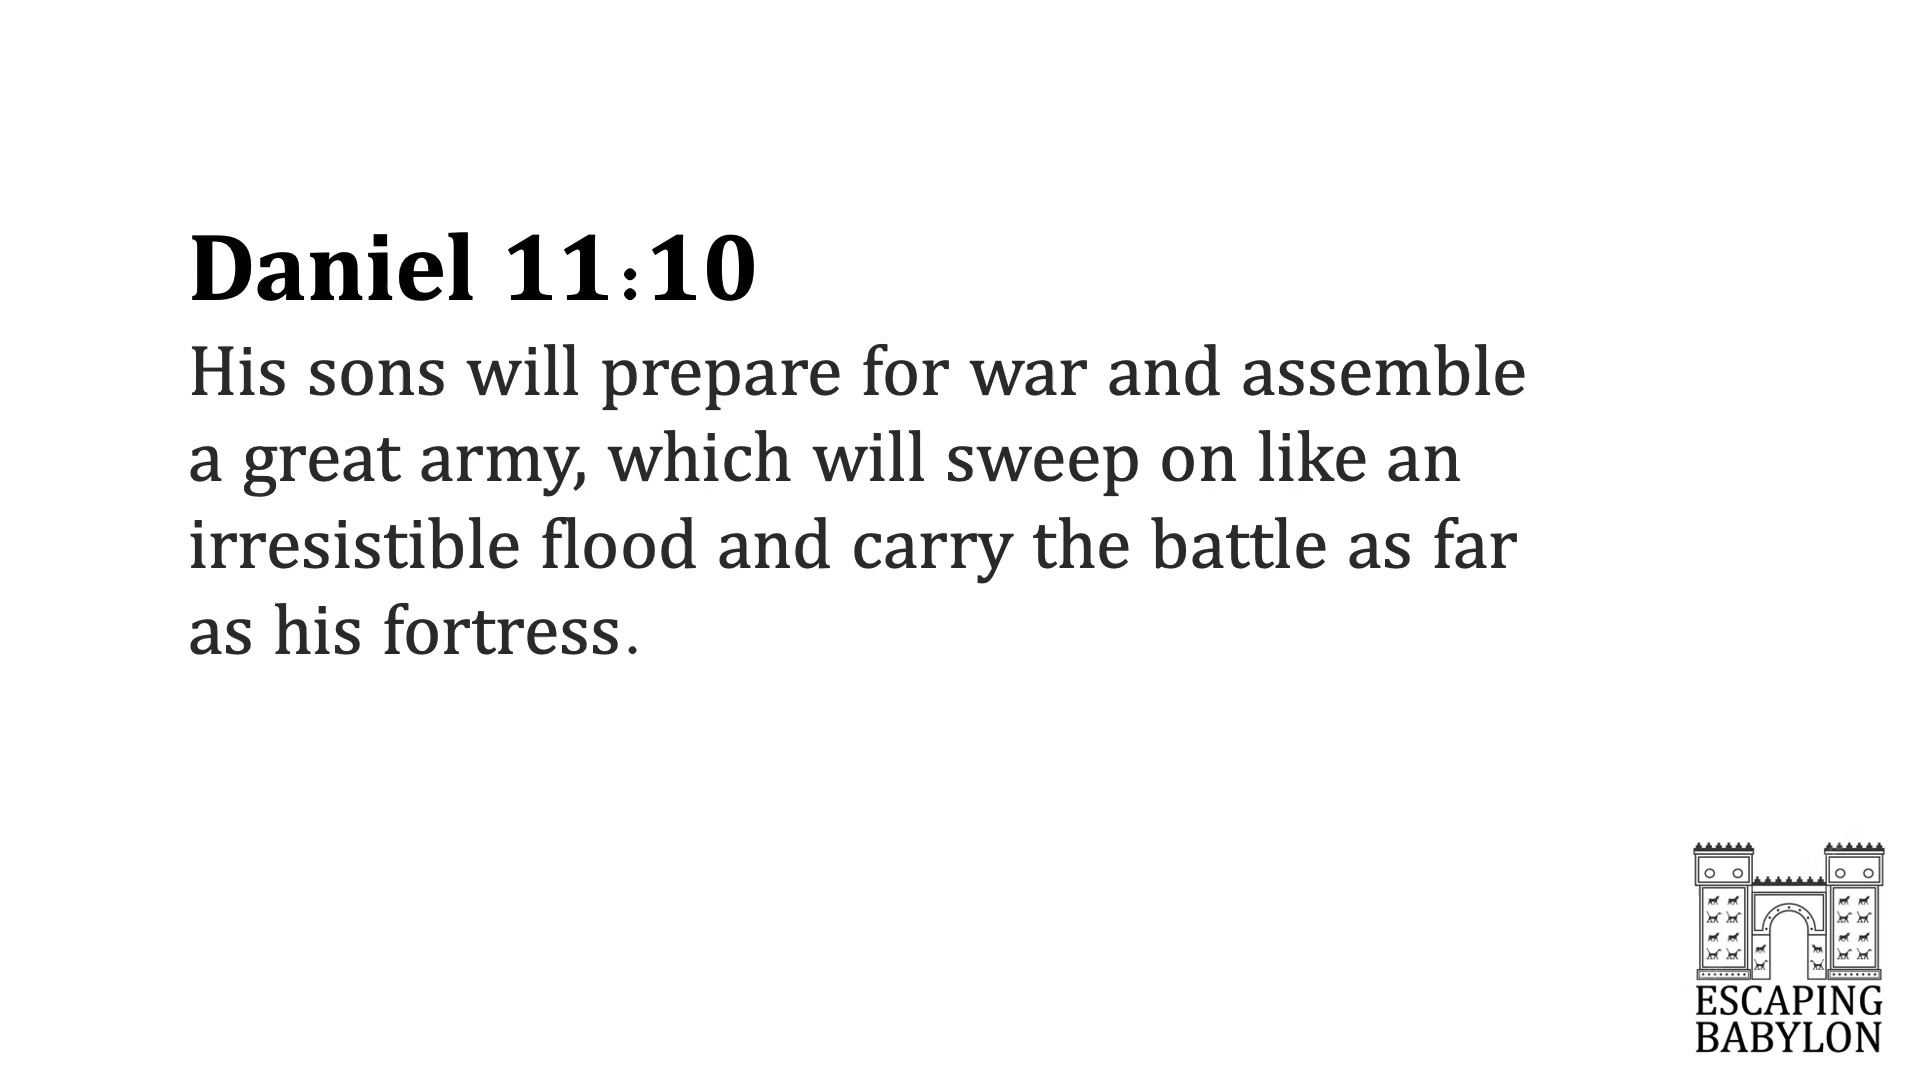 Daniel 11:10
His sons will prepare for war and assemble
a great army, which will sweep on like an
irresistible flood and carry the battle as far
as his fortress.
ESCAPING
BABYLON